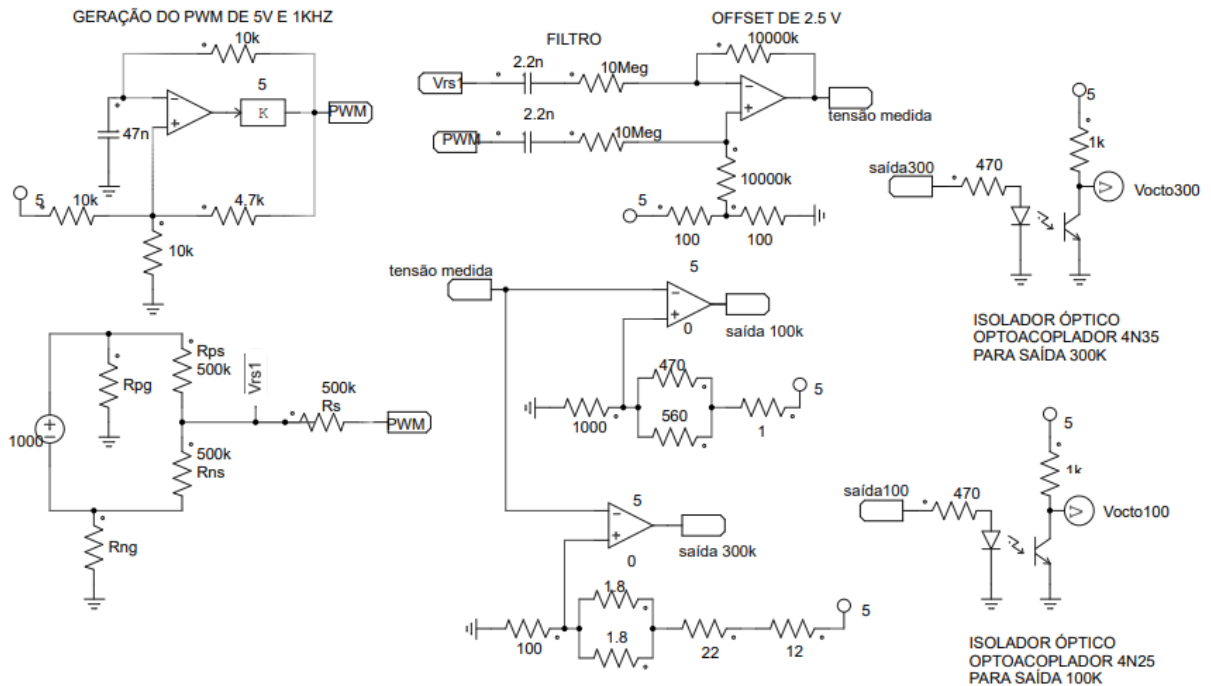 GERAÇÃO DO PWM DE 5V E 1KHZ
10k
5
K
PWM
47n
5
10k
4.7k
10k
FILTRO
OFFSET DE 2.5 V
10000k
2.2n
10Meg
Vrs1
2.2n
10Meg
PWM
tensão medida
10000k
5
100
100
5
1k
saída300
470
V
Vocto300
ISOLADOR ÓPTICO
OPTOACOPLADOR 4N35
PARA SAÍDA 300K
Rps
500k
Rpg
Vrs1
500k
Rs
PWM
1000
500k
Rns
Rng
tensão medida
5
saída 100k
0
470
5
1000
560
1
5
saída 300k
0
1.8
5
100
1.8
22
12
5
1k
saída100
470
V
Vocto100
ISOLADOR ÓPTICO
OPTOACOPLADOR 4N25
PARA SAÍDA 100K